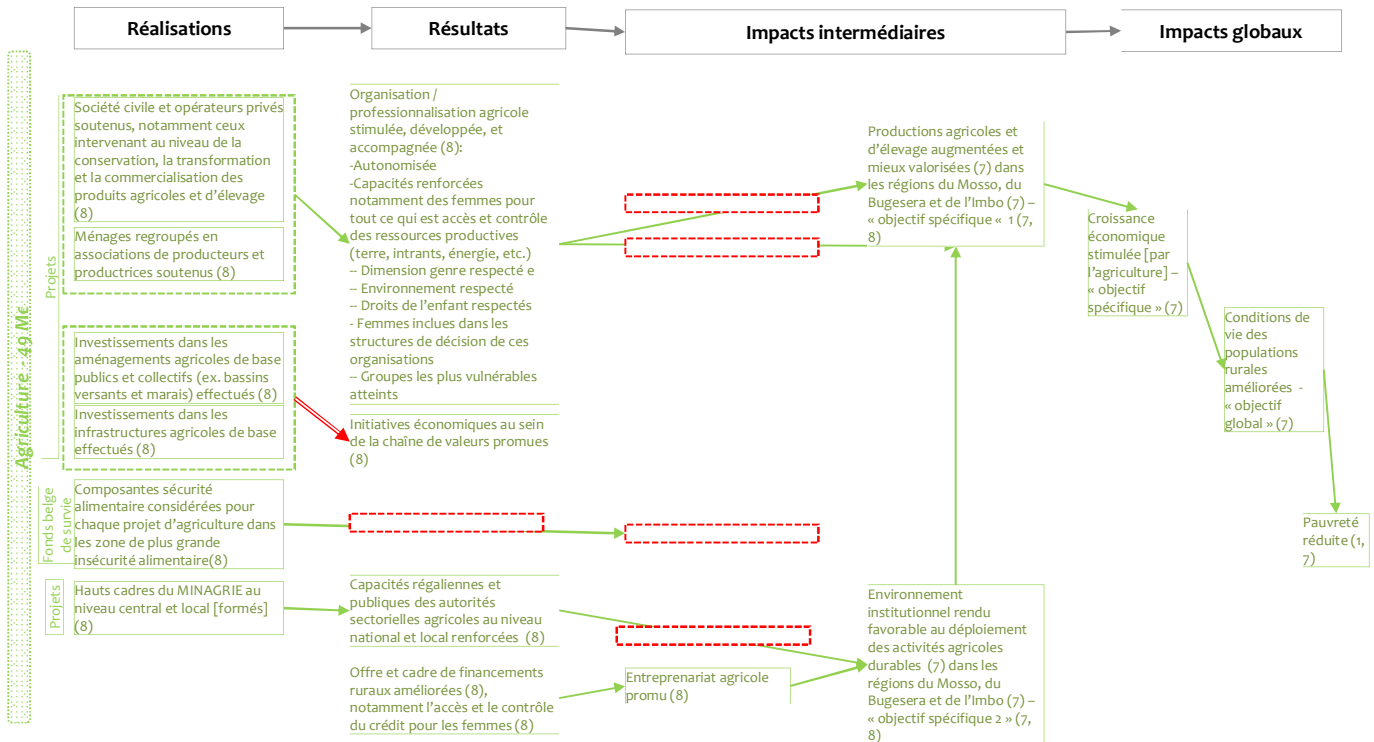 Réalisations
Résultats
Impacts intermédiaires
Impacts globaux
Agriculture - 49 M€
Projets
Société civile et opérateurs privés
soutenus, notamment ceux
intervenant au niveau de la
conservation, la transformation
et la commercialisation des
produits agricoles et d’élevage
(8)
Ménages regroupés en
associations de producteurs et
productrices soutenus (8)
Investissements dans les
aménagements agricoles de base
publics et collectifs (ex. bassins
versants et marais) effectués (8)
Investissements dans les
infrastructures agricoles de base
effectués (8)
Fonds belge
de survie
Composantes sécurité
alimentaire considérées pour
chaque projet d’agriculture dans
les zone de plus grande
insécurité alimentaire(8)
Projets
Hauts cadres du MINAGRIE au
niveau central et local [formés]
(8)
Organisation /
professionnalisation agricole
stimulée, développée, et
accompagnée (8):
-Autonomisée
-Capacités renforcées
notamment des femmes pour
tout ce qui est accès et contrôle
des ressources productives
(terre, intrants, énergie, etc.)
-- Dimension genre respecté e
-- Environnement respecté
-- Droits de l’enfant respectés
- Femmes inclues dans les
structures de décision de ces
organisations
-- Groupes les plus vulnérables
atteints
Initiatives économiques au sein
de la chaîne de valeurs promues
(8)
Capacités régaliennes et
publiques des autorités
sectorielles agricoles au niveau
national et local renforcées (8)
Offre et cadre de financements
ruraux améliorées (8),
notamment l’accès et le contrôle
du crédit pour les femmes (8)
Entreprenariat agricole
promu (8)
Productions agricoles et
d’élevage augmentées et
mieux valorisées (7) dans
les régions du Mosso, du
Bugesera et de l’Imbo (7) –
« objectif spécifique « 1 (7,
8)
Environnement
institutionnel rendu
favorable au déploiement
des activités agricoles
durables (7) dans les
régions du Mosso, du
Bugesera et de l’Imbo (7) –
« objectif spécifique 2 » (7,
8)
Croissance
économique
stimulée [par
l’agriculture] –
« objectif
spécifique » (7)
Conditions de
vie des
populations
rurales
améliorées -
« objectif
global » (7)
Pauvreté
réduite (1,
7)